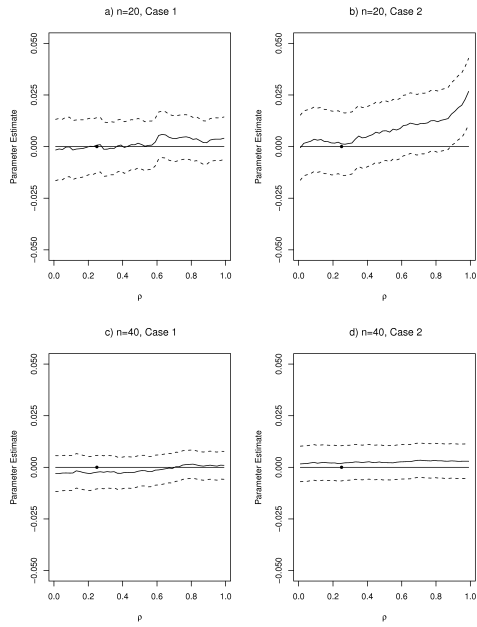 a) n=20, Case 1
Parameter Estimate
0.050
0.025
0.000
−0.025
−0.050
0.0 0.2 0.4 0.6 0.8 1.0
ρ
b) n=20, Case 2
Parameter Estimate
0.050
0.025
0.000
−0.025
−0.050
0.0 0.2 0.4 0.6 0.8 1.0
ρ
c) n=40, Case 1
Parameter Estimate
0.050
0.025
0.000
−0.025
−0.050
0.0 0.2 0.4 0.6 0.8 1.0
ρ
d) n=40, Case 2
Parameter Estimate
0.050
0.025
0.000
−0.025
−0.050
0.0 0.2 0.4 0.6 0.8 1.0
ρ